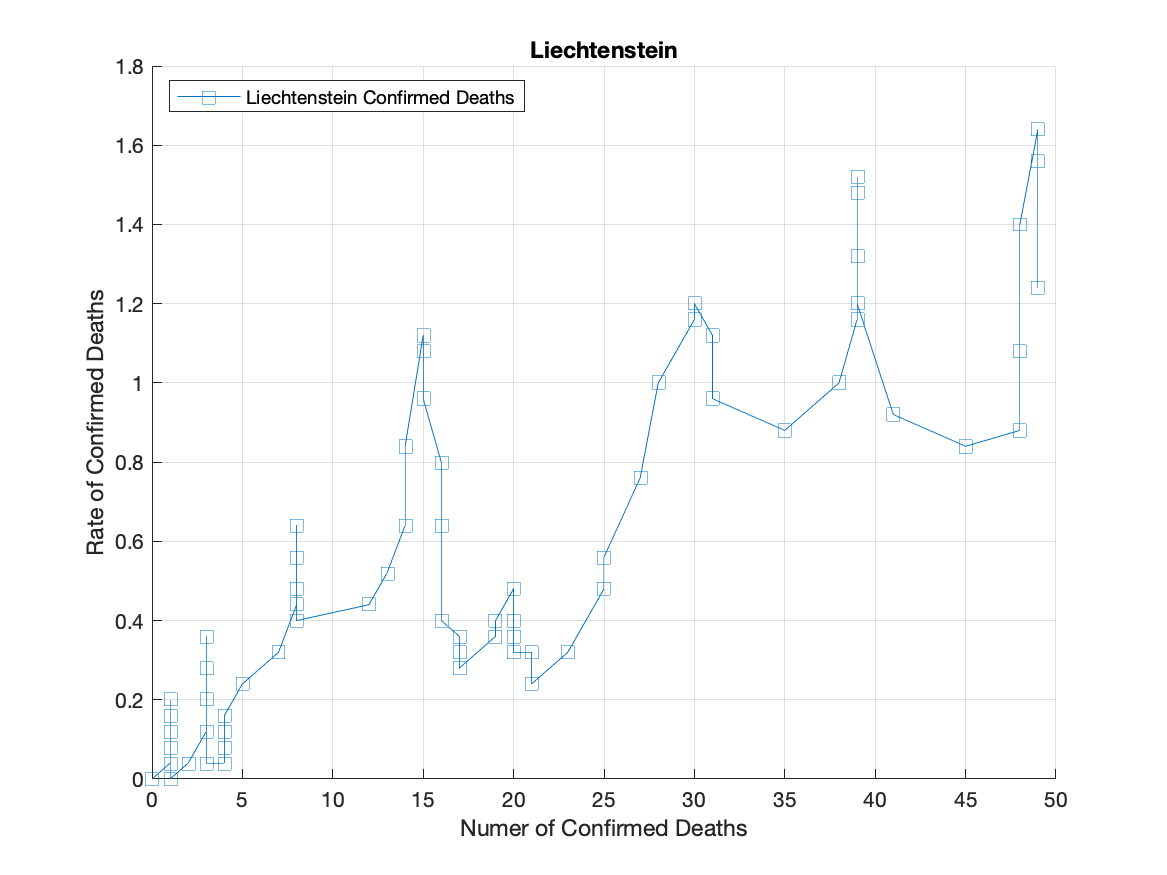 Liechtenstein
Liechtenstein Confirmed Deaths
1.8
1.6
1.4
1.2
1
0.8
0.6
0.4
0.2
0
Rate of Confirmed Deaths
0 5 10 15 20 25 30 35 40 45 50
Numer of Confirmed Deaths